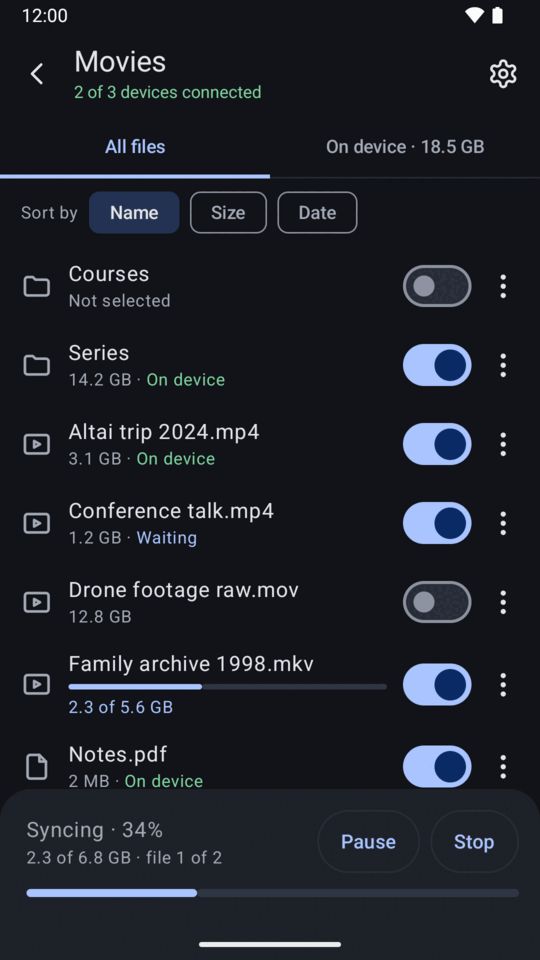 12:00
Movies
2 of 3 devices connected
All files
On device · 18.5 GB
Sort by
Name
Size
Date
Courses
Not selected
Series
14.2 GB · On device
Altai trip 2024.mp4
3.1 GB · On device
Conference talk.mp4
1.2 GB · Waiting
Drone footage raw.mov
12.8 GB
Family archive 1998.mkv
2.3 of 5.6 GB
Notes.pdf
2 MB · On device
Syncing · 34%
2.3 of 6.8 GB · file 1 of 2
Pause
Stop